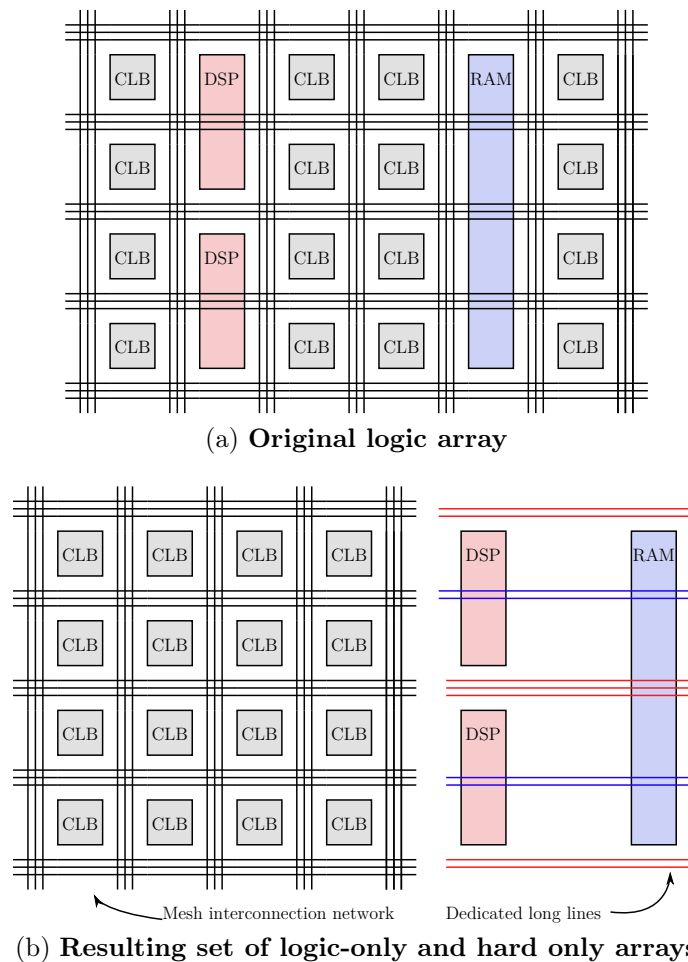 CLB DSP CLB CLB RAM CLB
CLB CLB CLB CLB
CLB DSP CLB CLB CLB
CLB CLB CLB CLB
(a) Original logic array
CLB CLB CLB CLB DSP RAM
CLB CLB CLB CLB
CLB CLB CLB CLB DSP
CLB CLB CLB CLB
Mesh interconnection network Dedicated long lines
(b) Resulting set of logic-only and hard only arrays